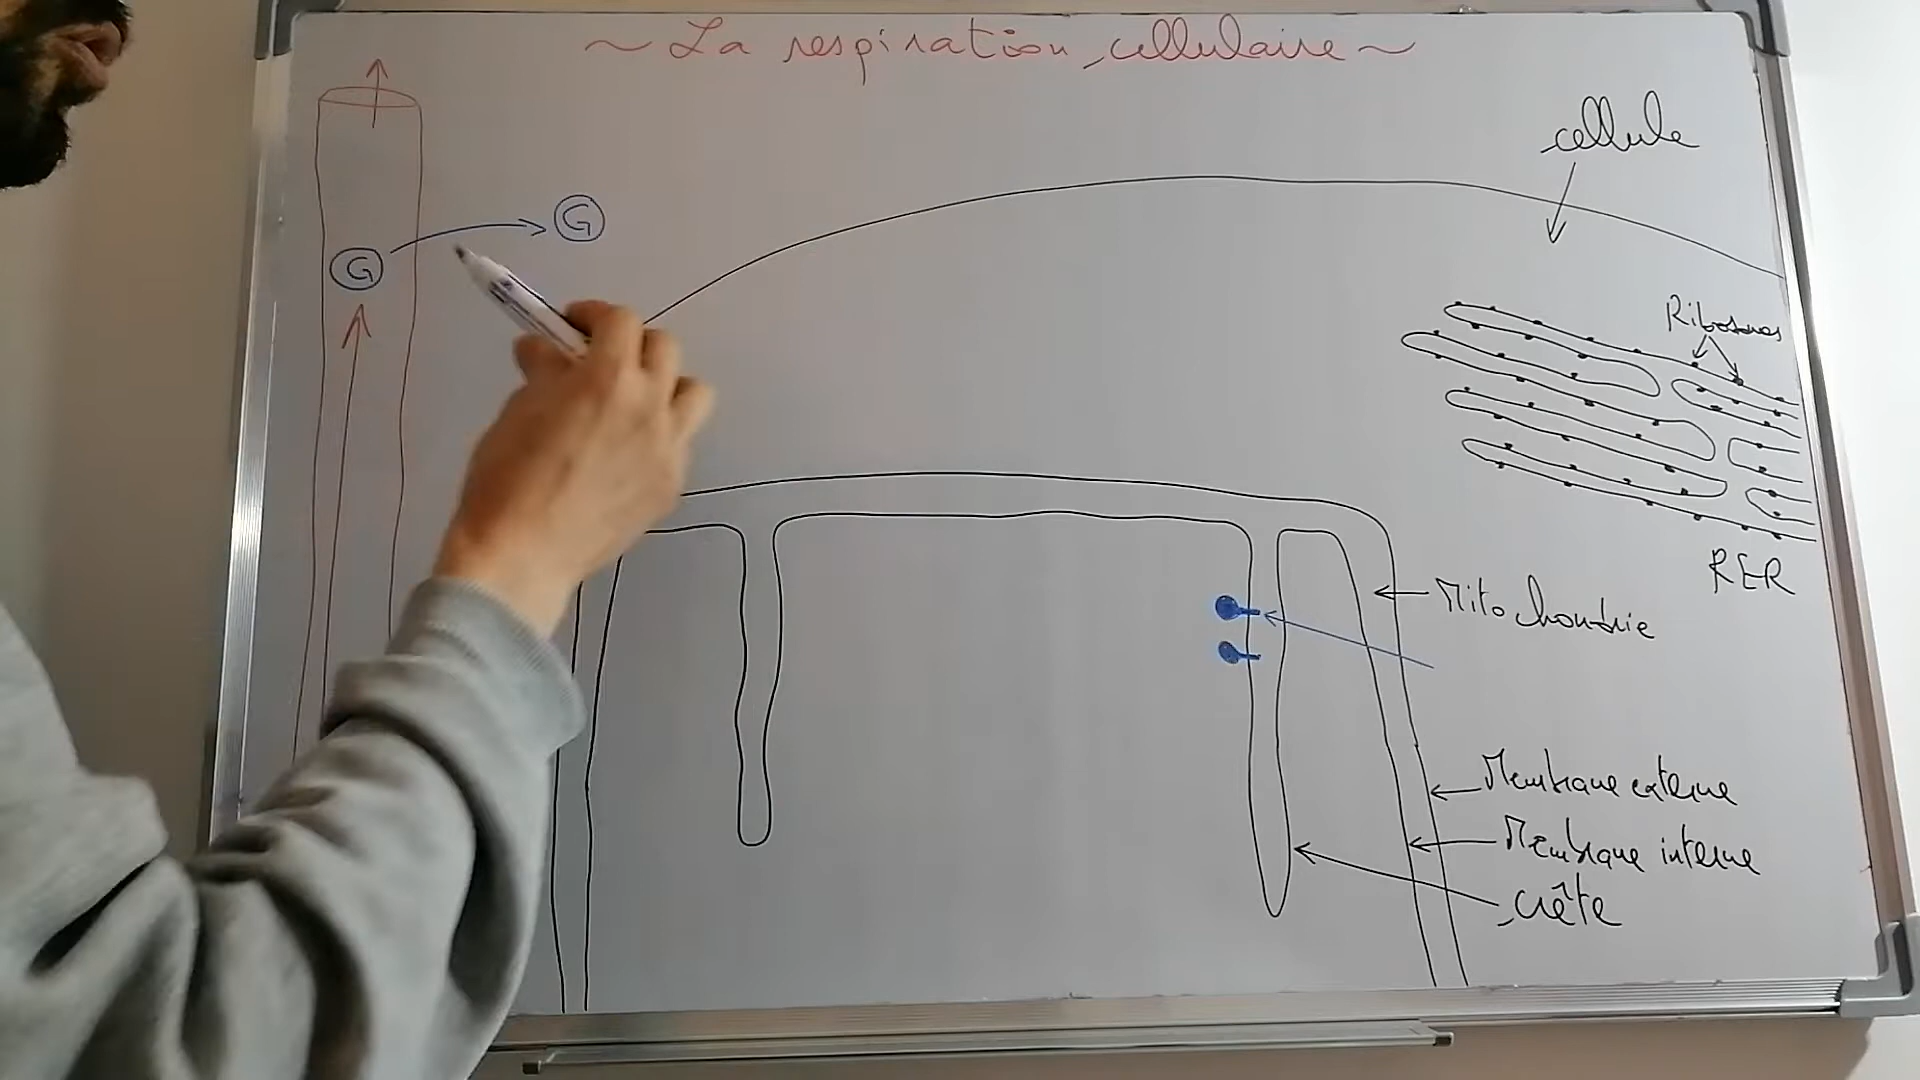 ~ La respiration cellulaire ~
cellule
G
G
Ribosomes
RER
Mitochondrie
Membrane externe
Membrane interne
crête